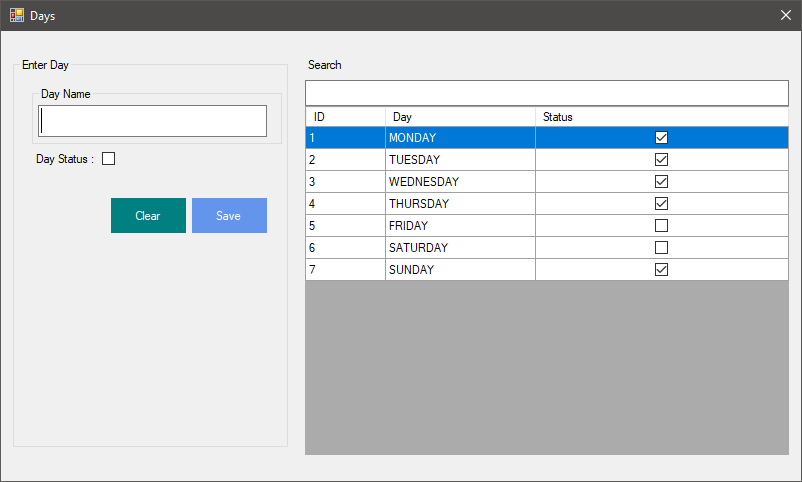 Days
Enter Day
Day Name
Day Status :
Clear Save
Search
ID Day Status
1 MONDAY
2 TUESDAY
3 WEDNESDAY
4 THURSDAY
5 FRIDAY
6 SATURDAY
7 SUNDAY